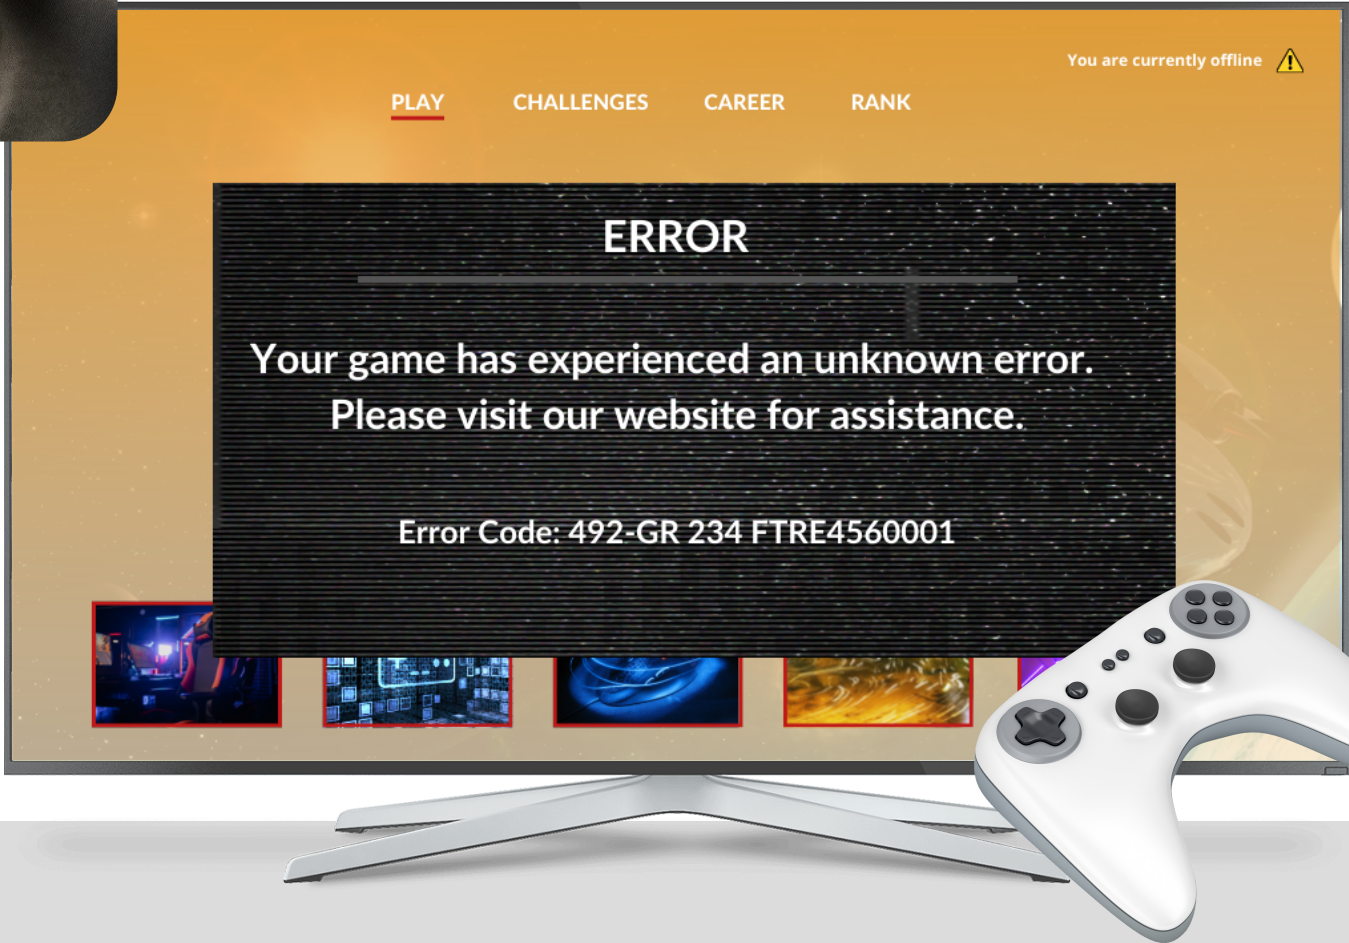 You are currently offline
PLAY CHALLENGES CAREER RANK
ERROR
Your game has experienced an unknown error.
Please visit our website for assistance.
Error Code: 492-GR 234 FTRE4560001